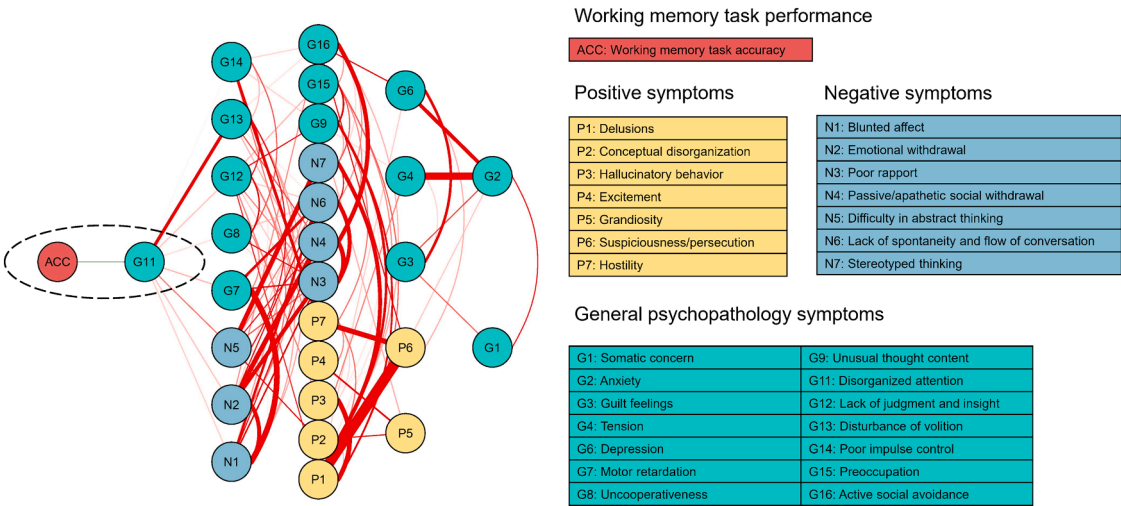 Working memory task performance
ACC: Working memory task accuracy
Positive symptoms
P1: Delusions
P2: Conceptual disorganization
P3: Hallucinatory behavior
P4: Excitement
P5: Grandiosity
P6: Suspiciousness/persecution
P7: Hostility
Negative symptoms
N1: Blunted affect
N2: Emotional withdrawal
N3: Poor rapport
N4: Passive/apathetic social withdrawal
N5: Difficulty in abstract thinking
N6: Lack of spontaneity and flow of conversation
N7: Stereotyped thinking
General psychopathology symptoms
G1: Somatic concern
G2: Anxiety
G3: Guilt feelings
G4: Tension
G6: Depression
G7: Motor retardation
G8: Uncooperativeness
G9: Unusual thought content
G11: Disorganized attention
G12: Lack of judgment and insight
G13: Disturbance of volition
G14: Poor impulse control
G15: Preoccupation
G16: Active social avoidance
ACC
G11
G14
G13
G12
G8
G7
N5
N2
N1
G16
G15
G9
N7
N6
N4
N3
P7
P4
P3
P2
P1
G6
G4
G3
P6
P5
G2
G1